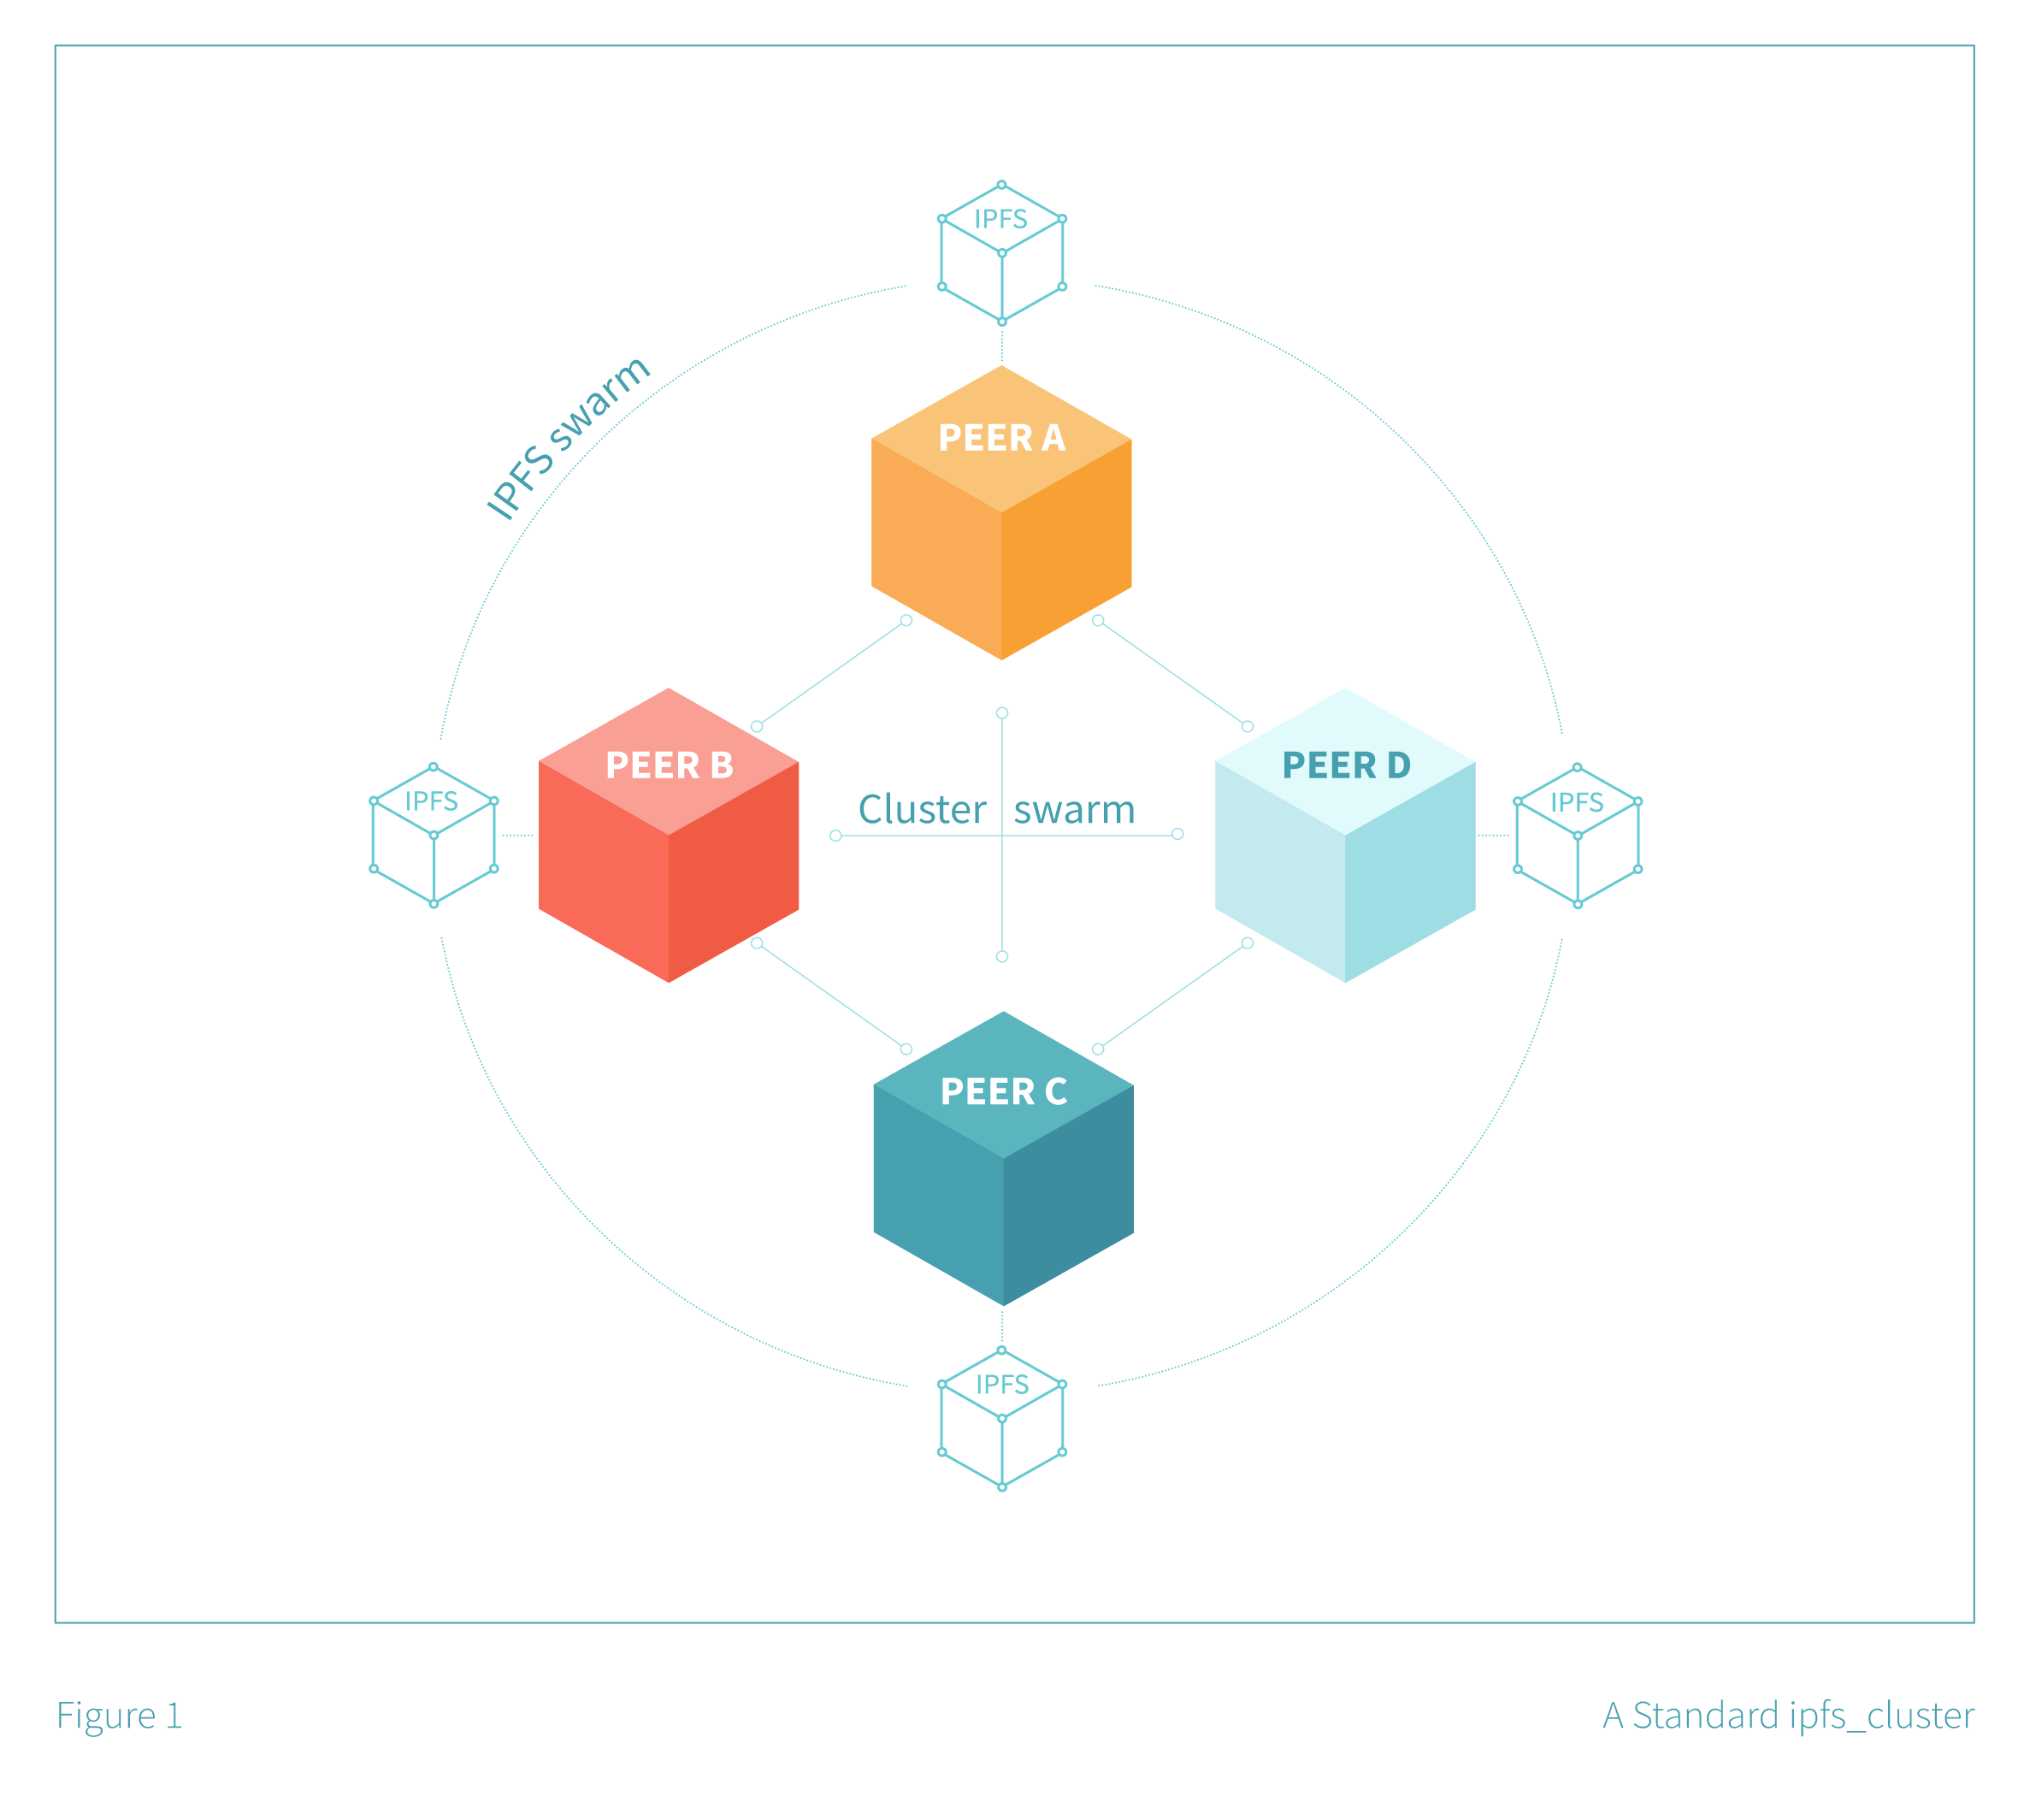 IPFS
IPFS swarm
PEER A
PEER B
PEER D
IPFS
Cluster swarm
IPFS
PEER C
IPFS
Figure 1
A Standard ipfs_cluster